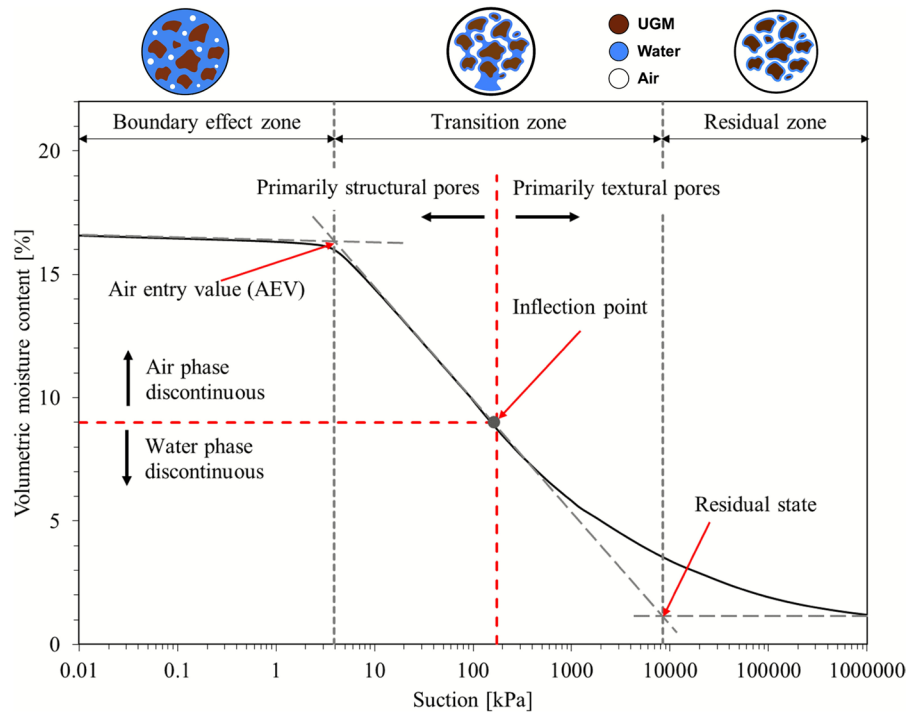 UGM
Water
Air
Boundary effect zone
Transition zone
Residual zone
Primarily structural pores
Primarily textural pores
Air entry value (AEV)
Inflection point
Air phase
discontinuous
Water phase
discontinuous
Residual state
Volumetric moisture content [%]
20
15
10
5
0
0.01
0.1
1
10
100
1000
10000
100000
1000000
Suction [kPa]